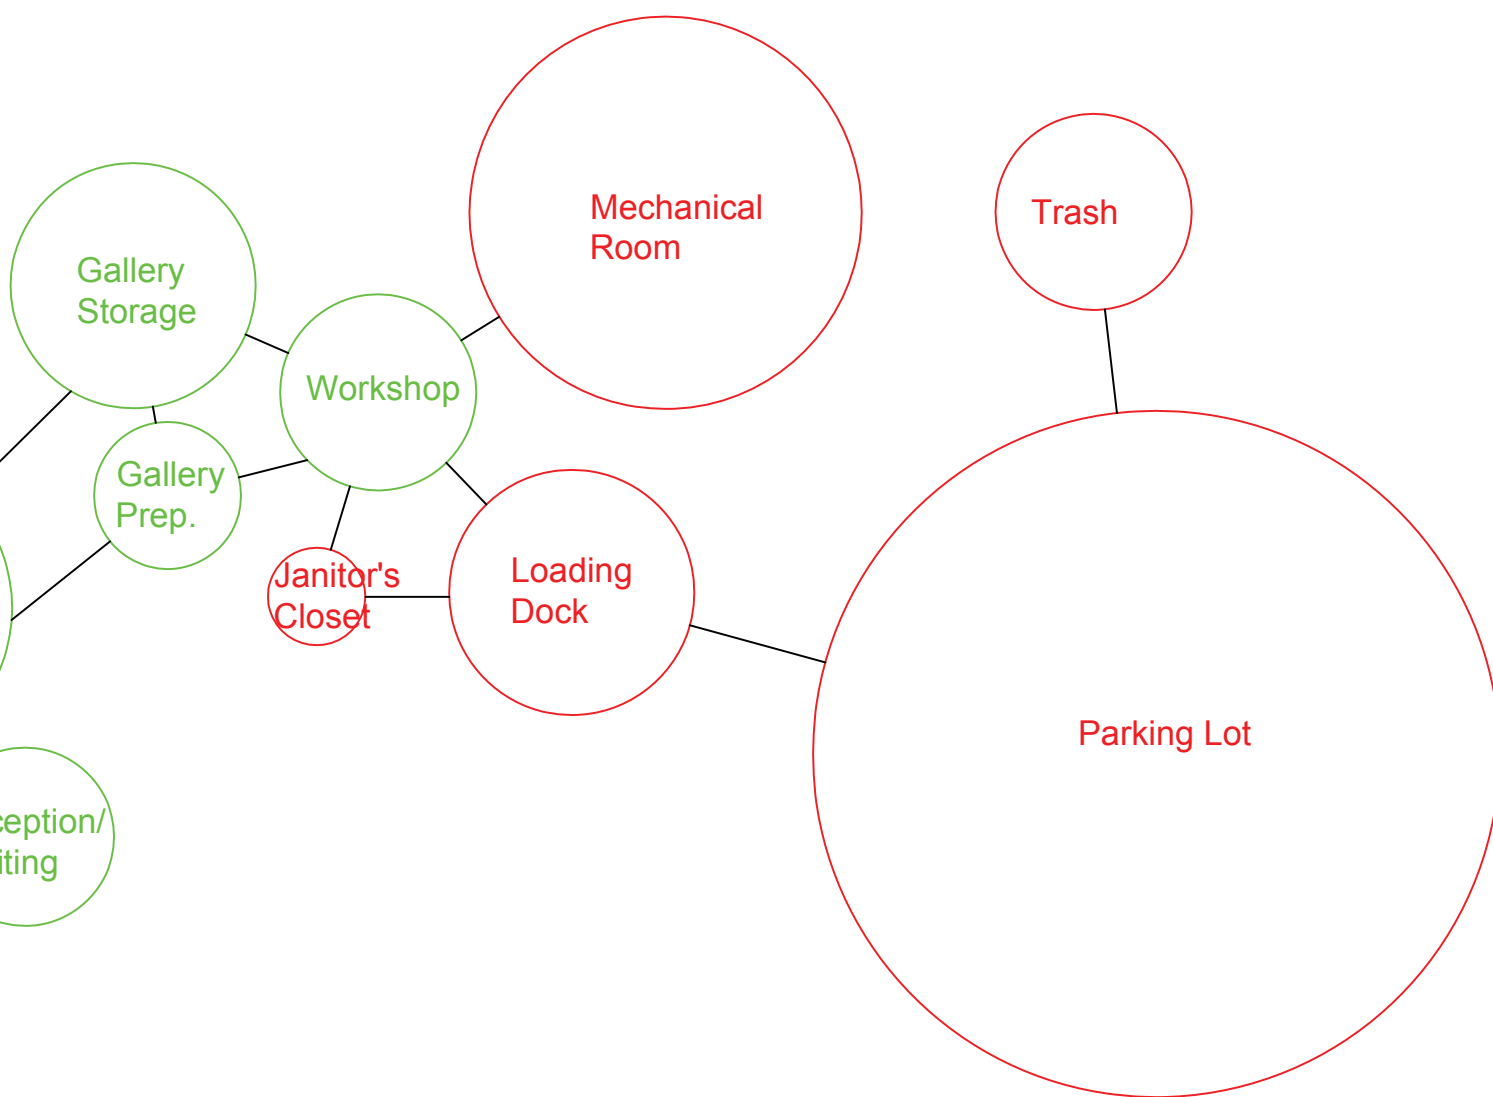 Mechanical
Room
Trash
Gallery
Storage
Workshop
Gallery
Prep.
Janitor's
Closet
Loading
Dock
Parking Lot